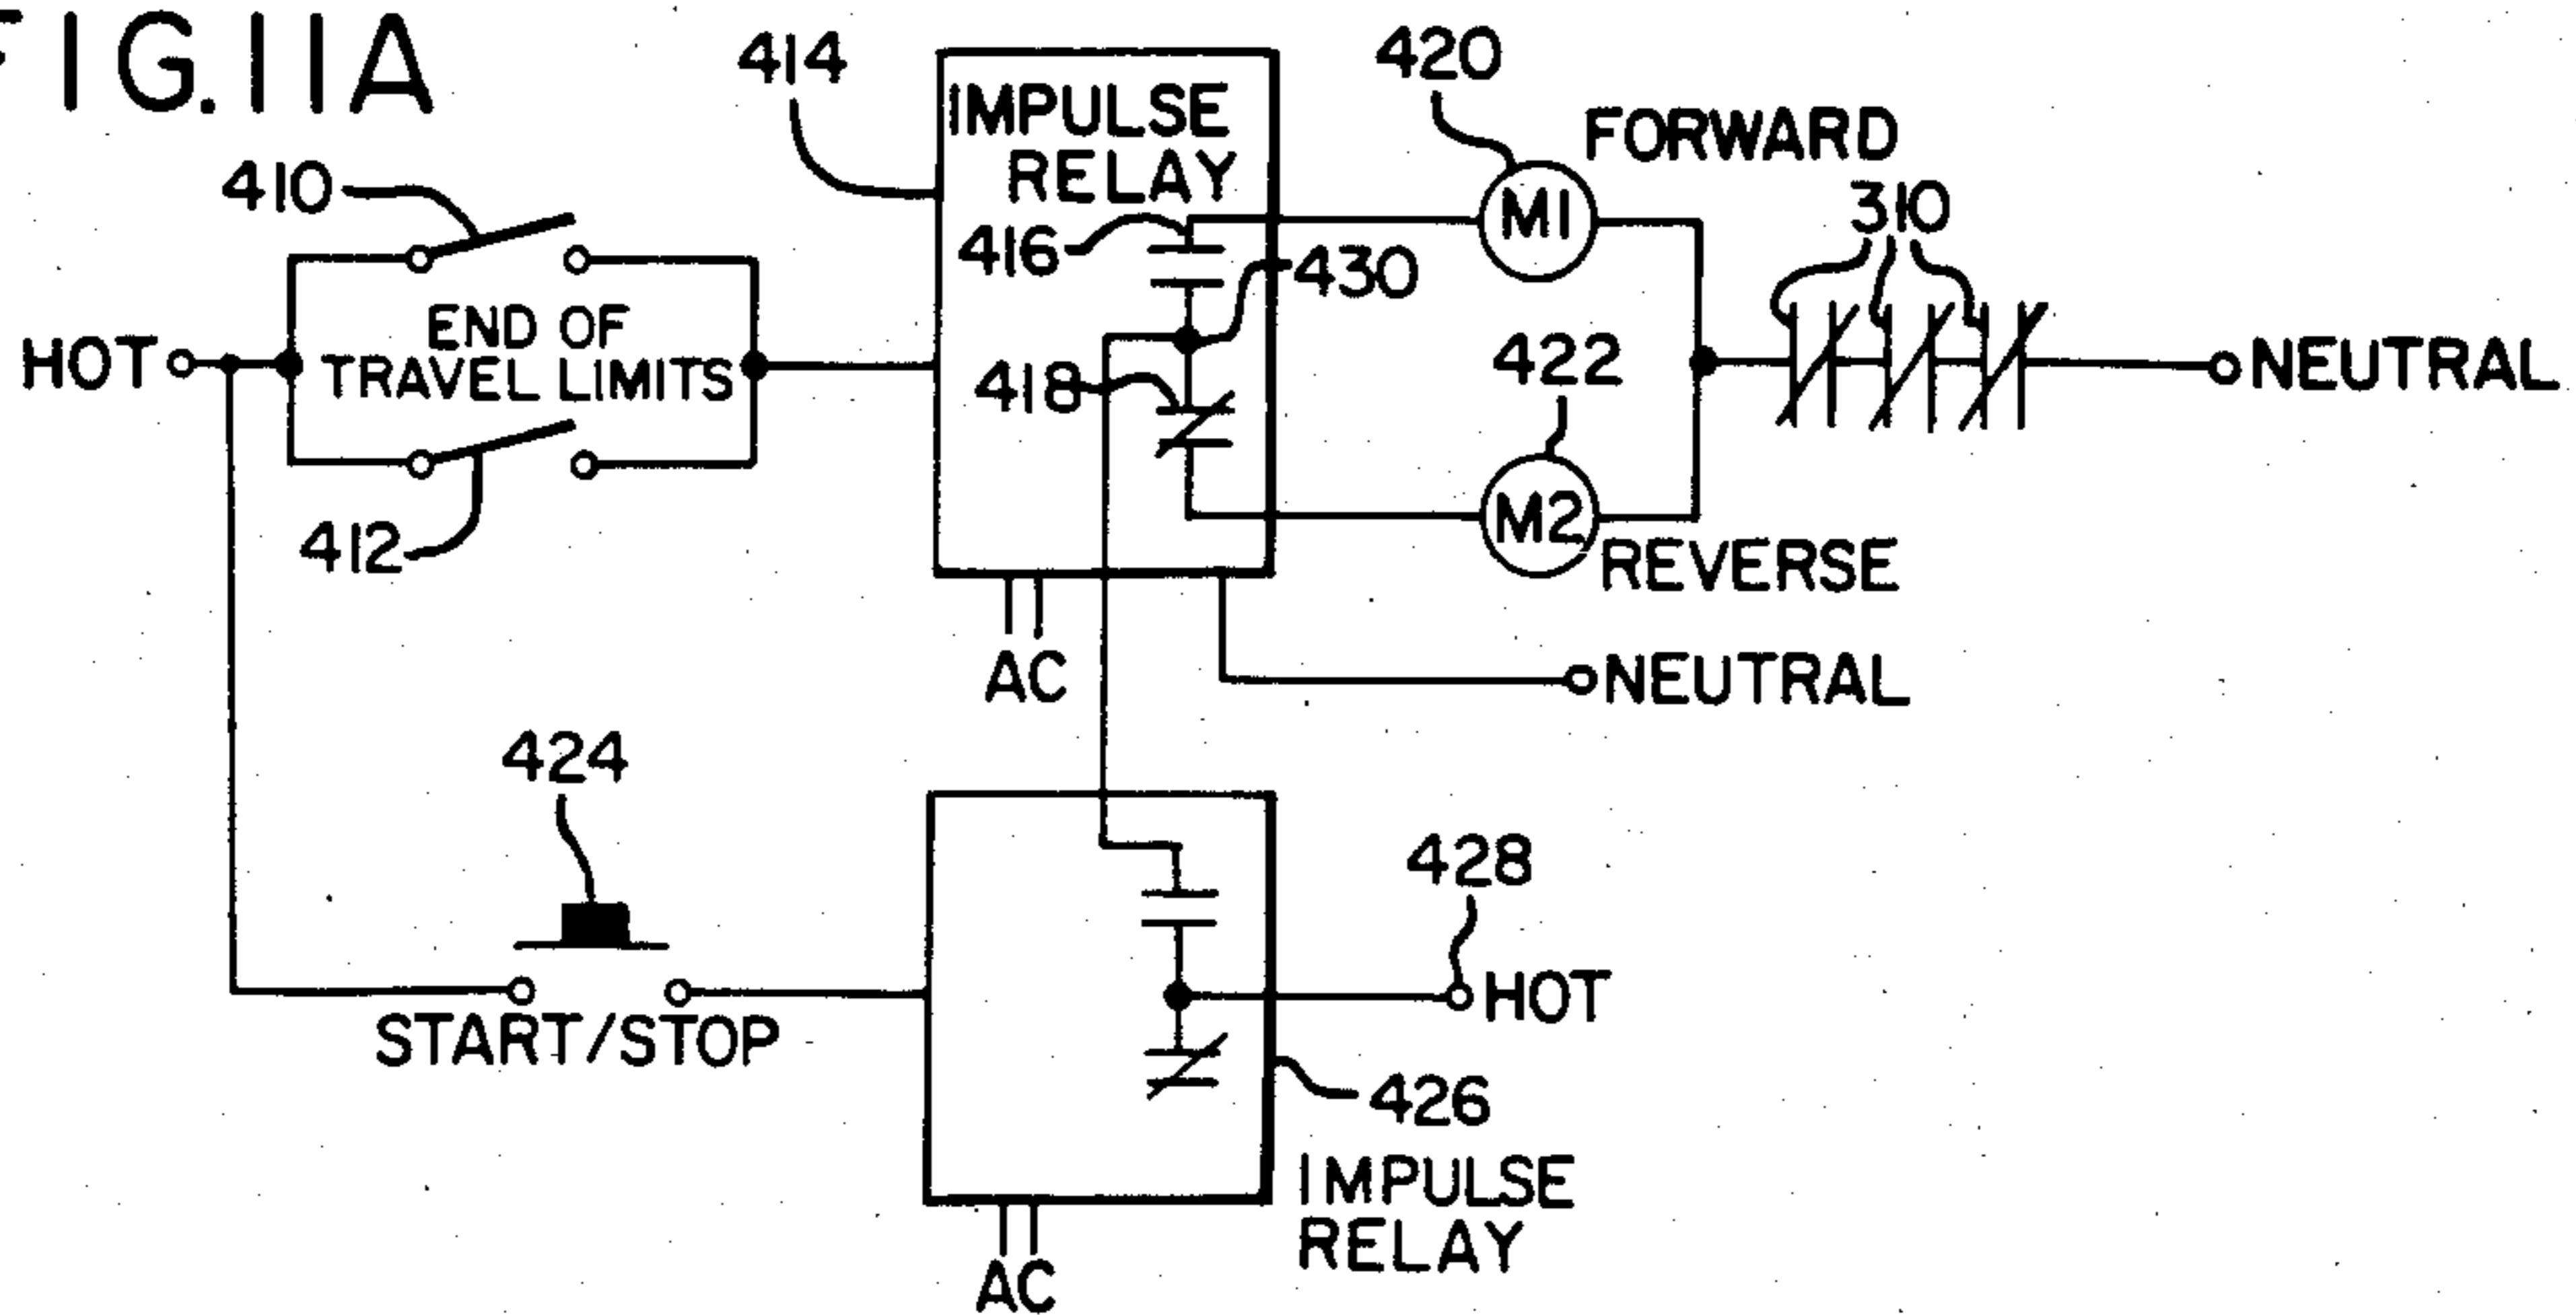 FIG. 11A
414
420
IMPULSE
RELAY
FORWARD
410
310
416
M1
430
HOT
END OF
TRAVEL LIMITS
418
422
NEUTRAL
412
M2
REVERSE
AC
NEUTRAL
424
428
START/STOP
HOT
426
IMPULSE
RELAY
AC